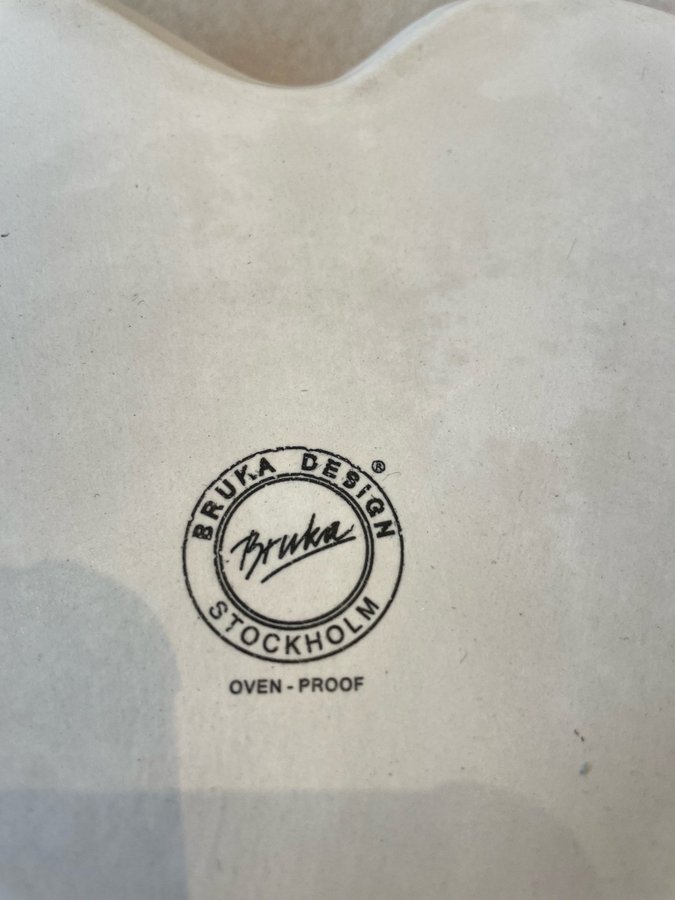 BRUKA DESIGN ®
Bruka
STOCKHOLM
OVEN - PROOF